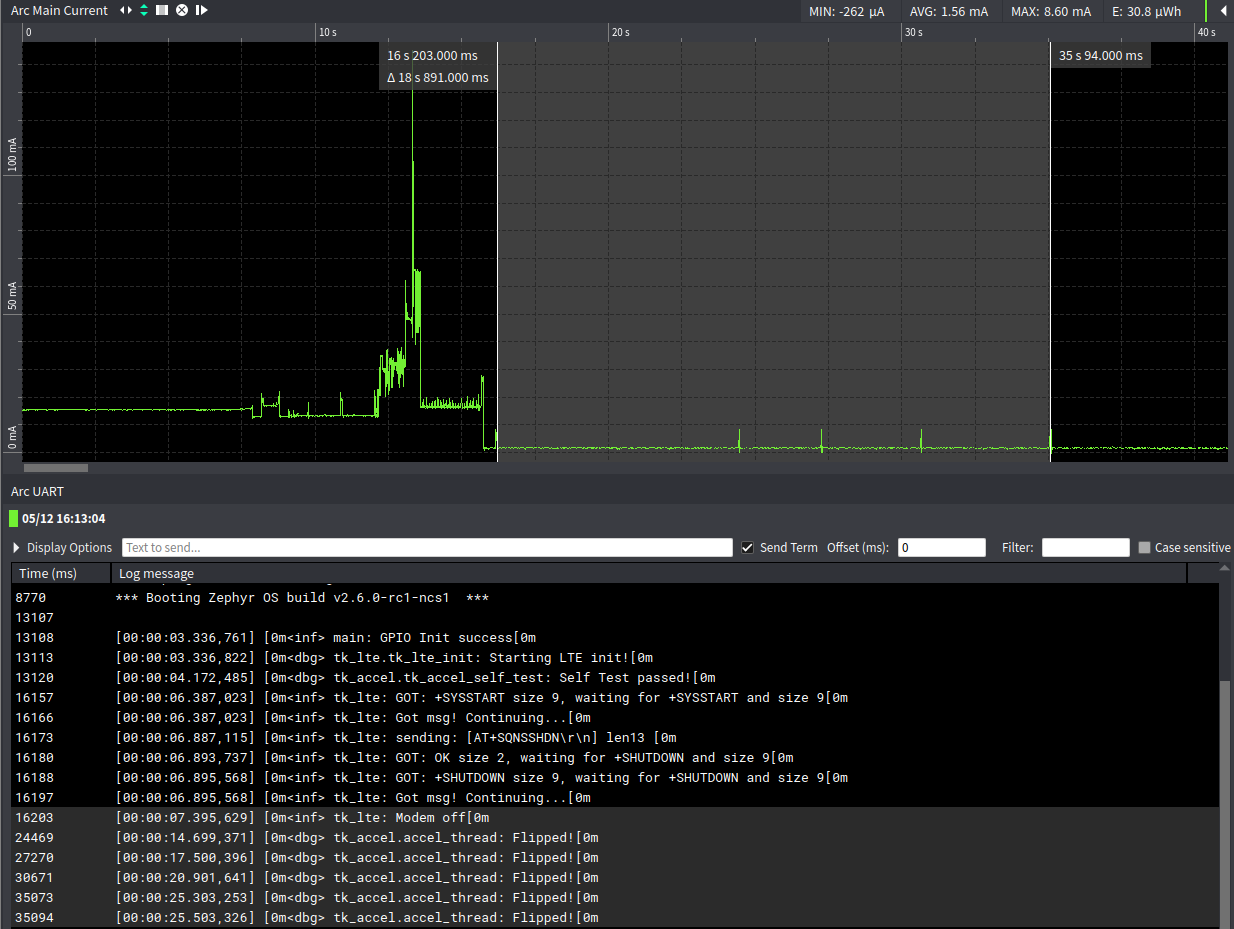 Arc Main Current MIN: -262 μA AVG: 1.56 mA MAX: 8.60 mA E: 30.8 μWh
0 10 s 20 s 30 s 40 s
16 s 203.000 ms
Δ 18 s 891.000 ms
35 s 94.000 ms
100 mA
50 mA
0 mA
Arc UART
05/12 16:13:04
Display Options Text to send... Send Term Offset (ms): 0 Filter: Case sensitive
Time (ms) Log message
8770 *** Booting Zephyr OS build v2.6.0-rc1-ncs1 ***
13107
13108 [00:00:03.336,761] [0m<inf> main: GPIO Init success[0m
13113 [00:00:03.336,822] [0m<dbg> tk_lte.tk_lte_init: Starting LTE init![0m
13120 [00:00:04.172,485] [0m<dbg> tk_accel.tk_accel_self_test: Self Test passed![0m
16157 [00:00:06.387,023] [0m<inf> tk_lte: GOT: +SYSSTART size 9, waiting for +SYSSTART and size 9[0m
16166 [00:00:06.387,023] [0m<inf> tk_lte: Got msg! Continuing...[0m
16173 [00:00:06.887,115] [0m<inf> tk_lte: sending: [AT+SQNSSHDN\r\n] len13 [0m
16180 [00:00:06.893,737] [0m<inf> tk_lte: GOT: OK size 2, waiting for +SHUTDOWN and size 9[0m
16188 [00:00:06.895,568] [0m<inf> tk_lte: GOT: +SHUTDOWN size 9, waiting for +SHUTDOWN and size 9[0m
16197 [00:00:06.895,568] [0m<inf> tk_lte: Got msg! Continuing...[0m
16203 [00:00:07.395,629] [0m<inf> tk_lte: Modem off[0m
24469 [00:00:14.699,371] [0m<dbg> tk_accel.accel_thread: Flipped![0m
27270 [00:00:17.500,396] [0m<dbg> tk_accel.accel_thread: Flipped![0m
30671 [00:00:20.901,641] [0m<dbg> tk_accel.accel_thread: Flipped![0m
35073 [00:00:25.303,253] [0m<dbg> tk_accel.accel_thread: Flipped![0m
35094 [00:00:25.503,326] [0m<dbg> tk_accel.accel_thread: Flipped![0m